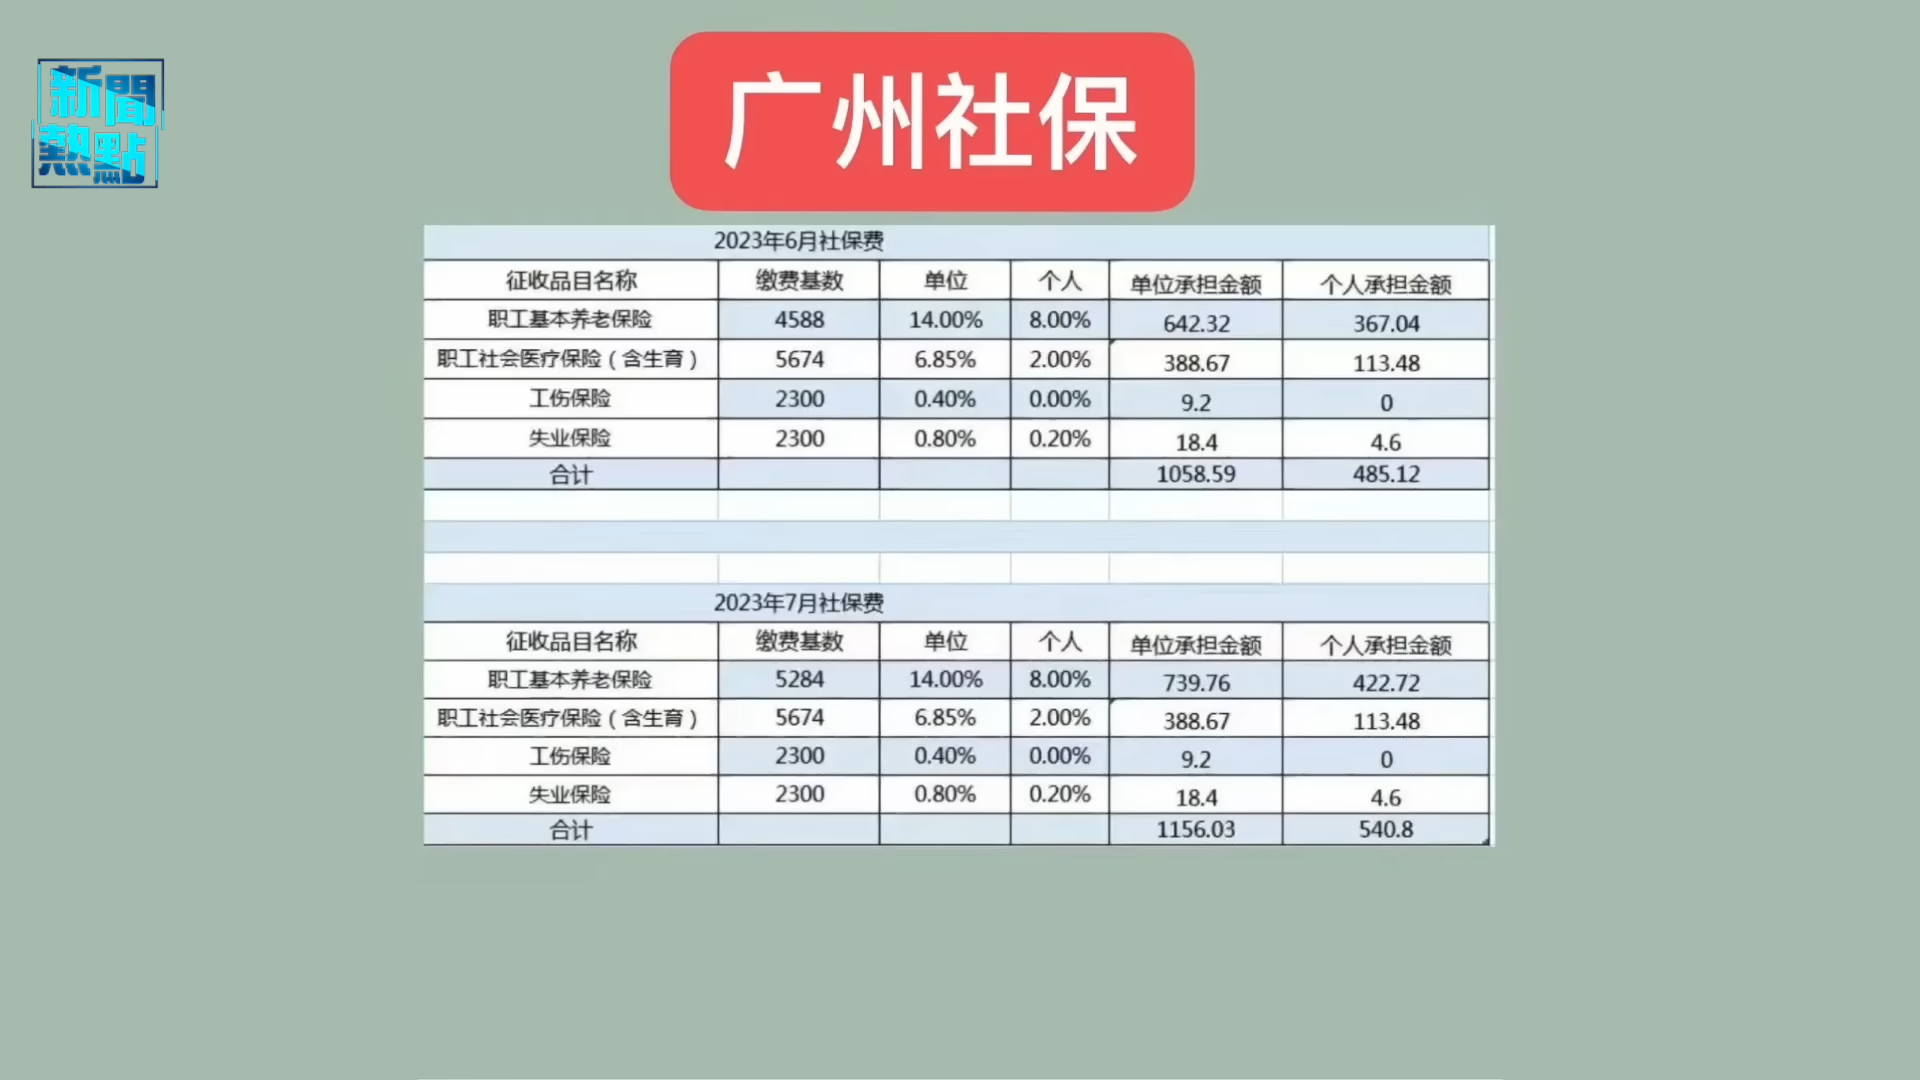 新聞
熱點
广州社保
2023年6月社保费
征收品目名称 缴费基数 单位 个人 单位承担金额 个人承担金额
职工基本养老保险 4588 14.00% 8.00% 642.32 367.04
职工社会医疗保险（含生育） 5674 6.85% 2.00% 388.67 113.48
工伤保险 2300 0.40% 0.00% 9.2 0
失业保险 2300 0.80% 0.20% 18.4 4.6
合计 1058.59 485.12
2023年7月社保费
征收品目名称 缴费基数 单位 个人 单位承担金额 个人承担金额
职工基本养老保险 5284 14.00% 8.00% 739.76 422.72
职工社会医疗保险（含生育） 5674 6.85% 2.00% 388.67 113.48
工伤保险 2300 0.40% 0.00% 9.2 0
失业保险 2300 0.80% 0.20% 18.4 4.6
合计 1156.03 540.8